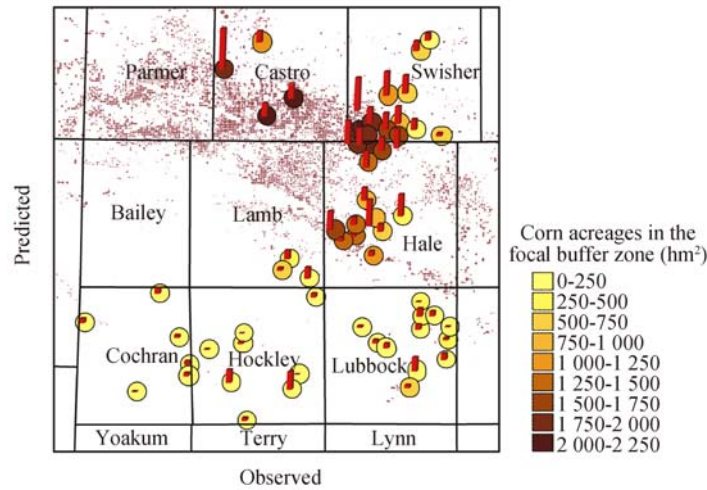 Parmer
Castro
Swisher
Bailey
Lamb
Hale
Cochran
Hockley
Lubbock
Yoakum
Terry
Lynn
Predicted
Observed
Corn acreages in the
focal buffer zone (hm²)
0-250
250-500
500-750
750-1 000
1 000-1 250
1 250-1 500
1 500-1 750
1 750-2 000
2 000-2 250